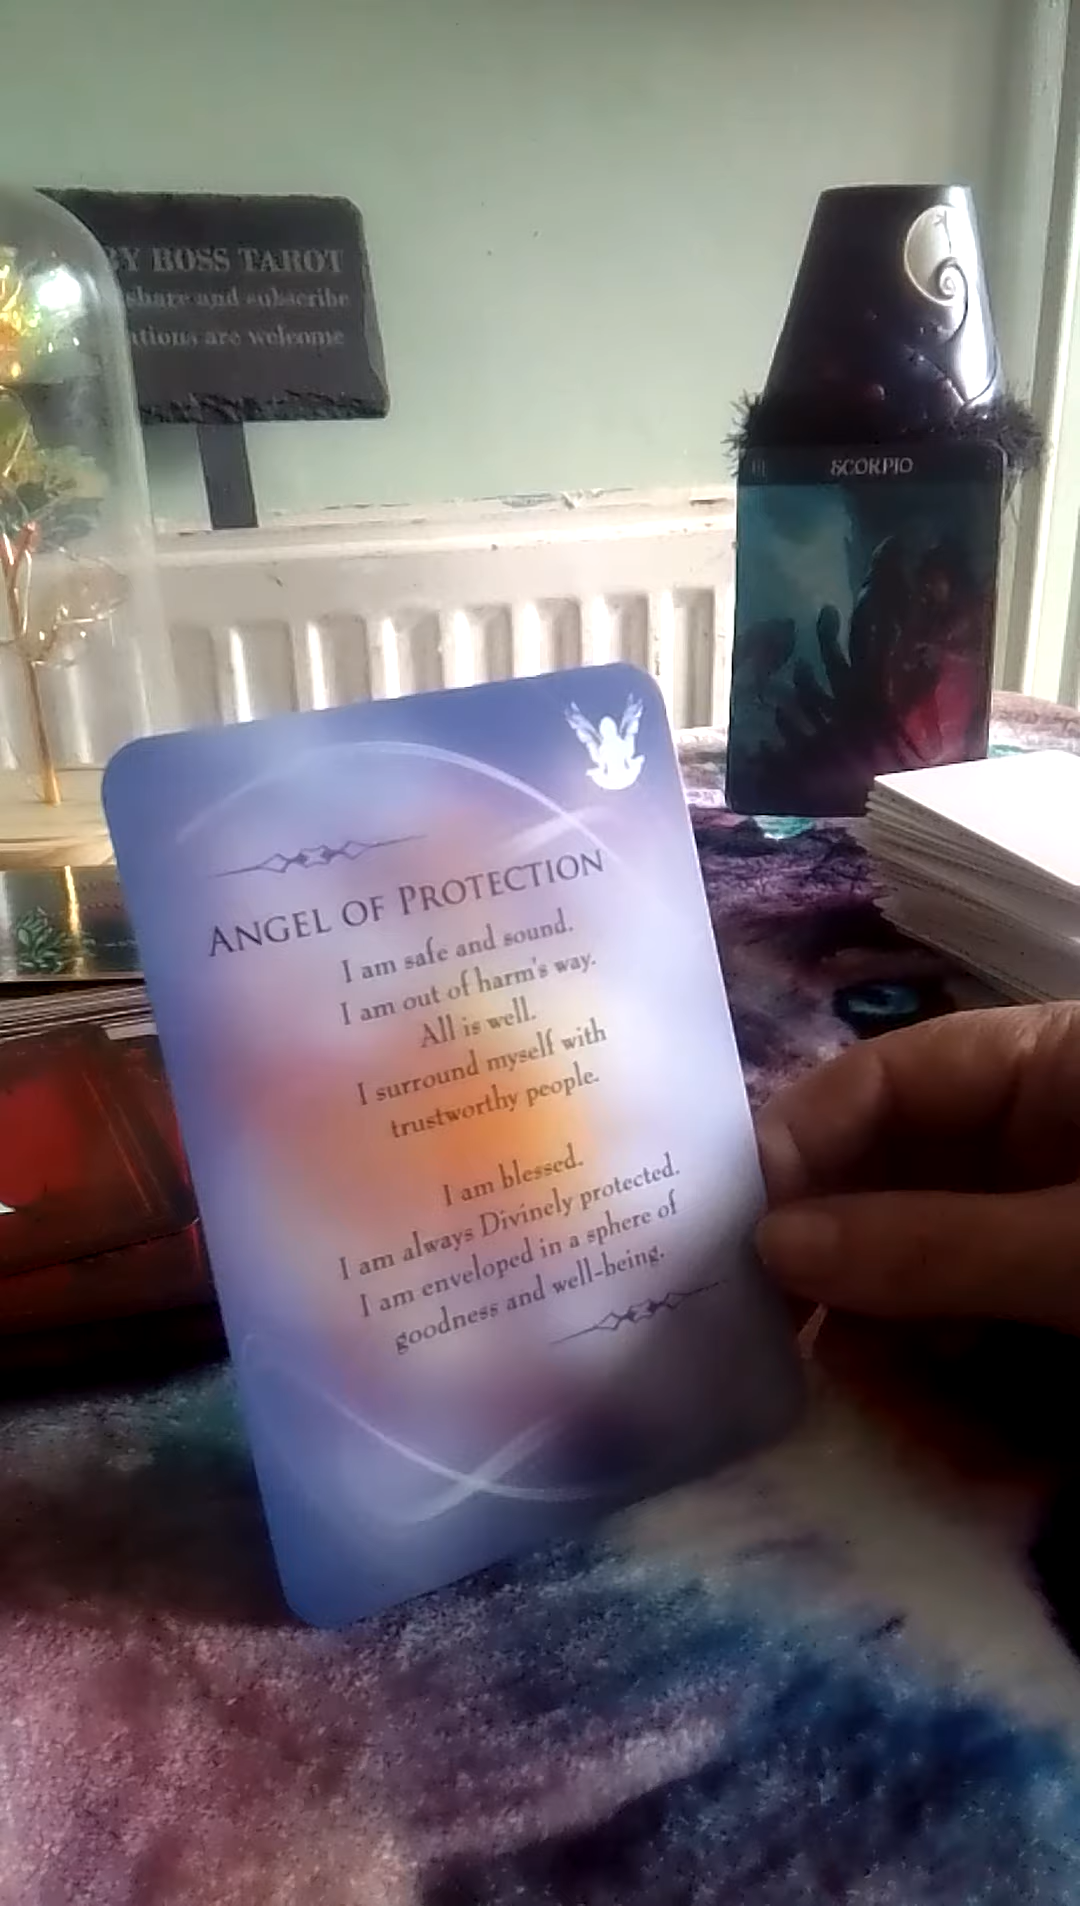 BY BOSS TAROT
share and subscribe
are welcome
SCORPIO
ANGEL OF PROTECTION
I am safe and sound.
I am out of harm's way.
All is well.
I surround myself with
trustworthy people.
I am blessed.
I am always Divinely protected.
I am enveloped in a sphere of
goodness and well-being.